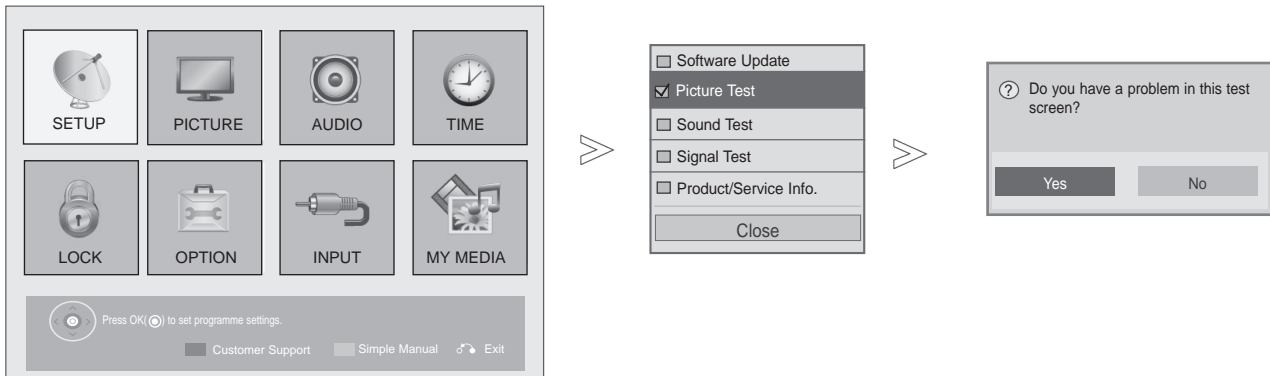 SETUP
PICTURE
AUDIO
TIME
LOCK
OPTION
INPUT
MY MEDIA
Press OK(◉) to set programme settings.
Customer Support
Simple Manual
Exit
Software Update
Picture Test
Sound Test
Signal Test
Product/Service Info.
Close
? Do you have a problem in this test
screen?
Yes
No